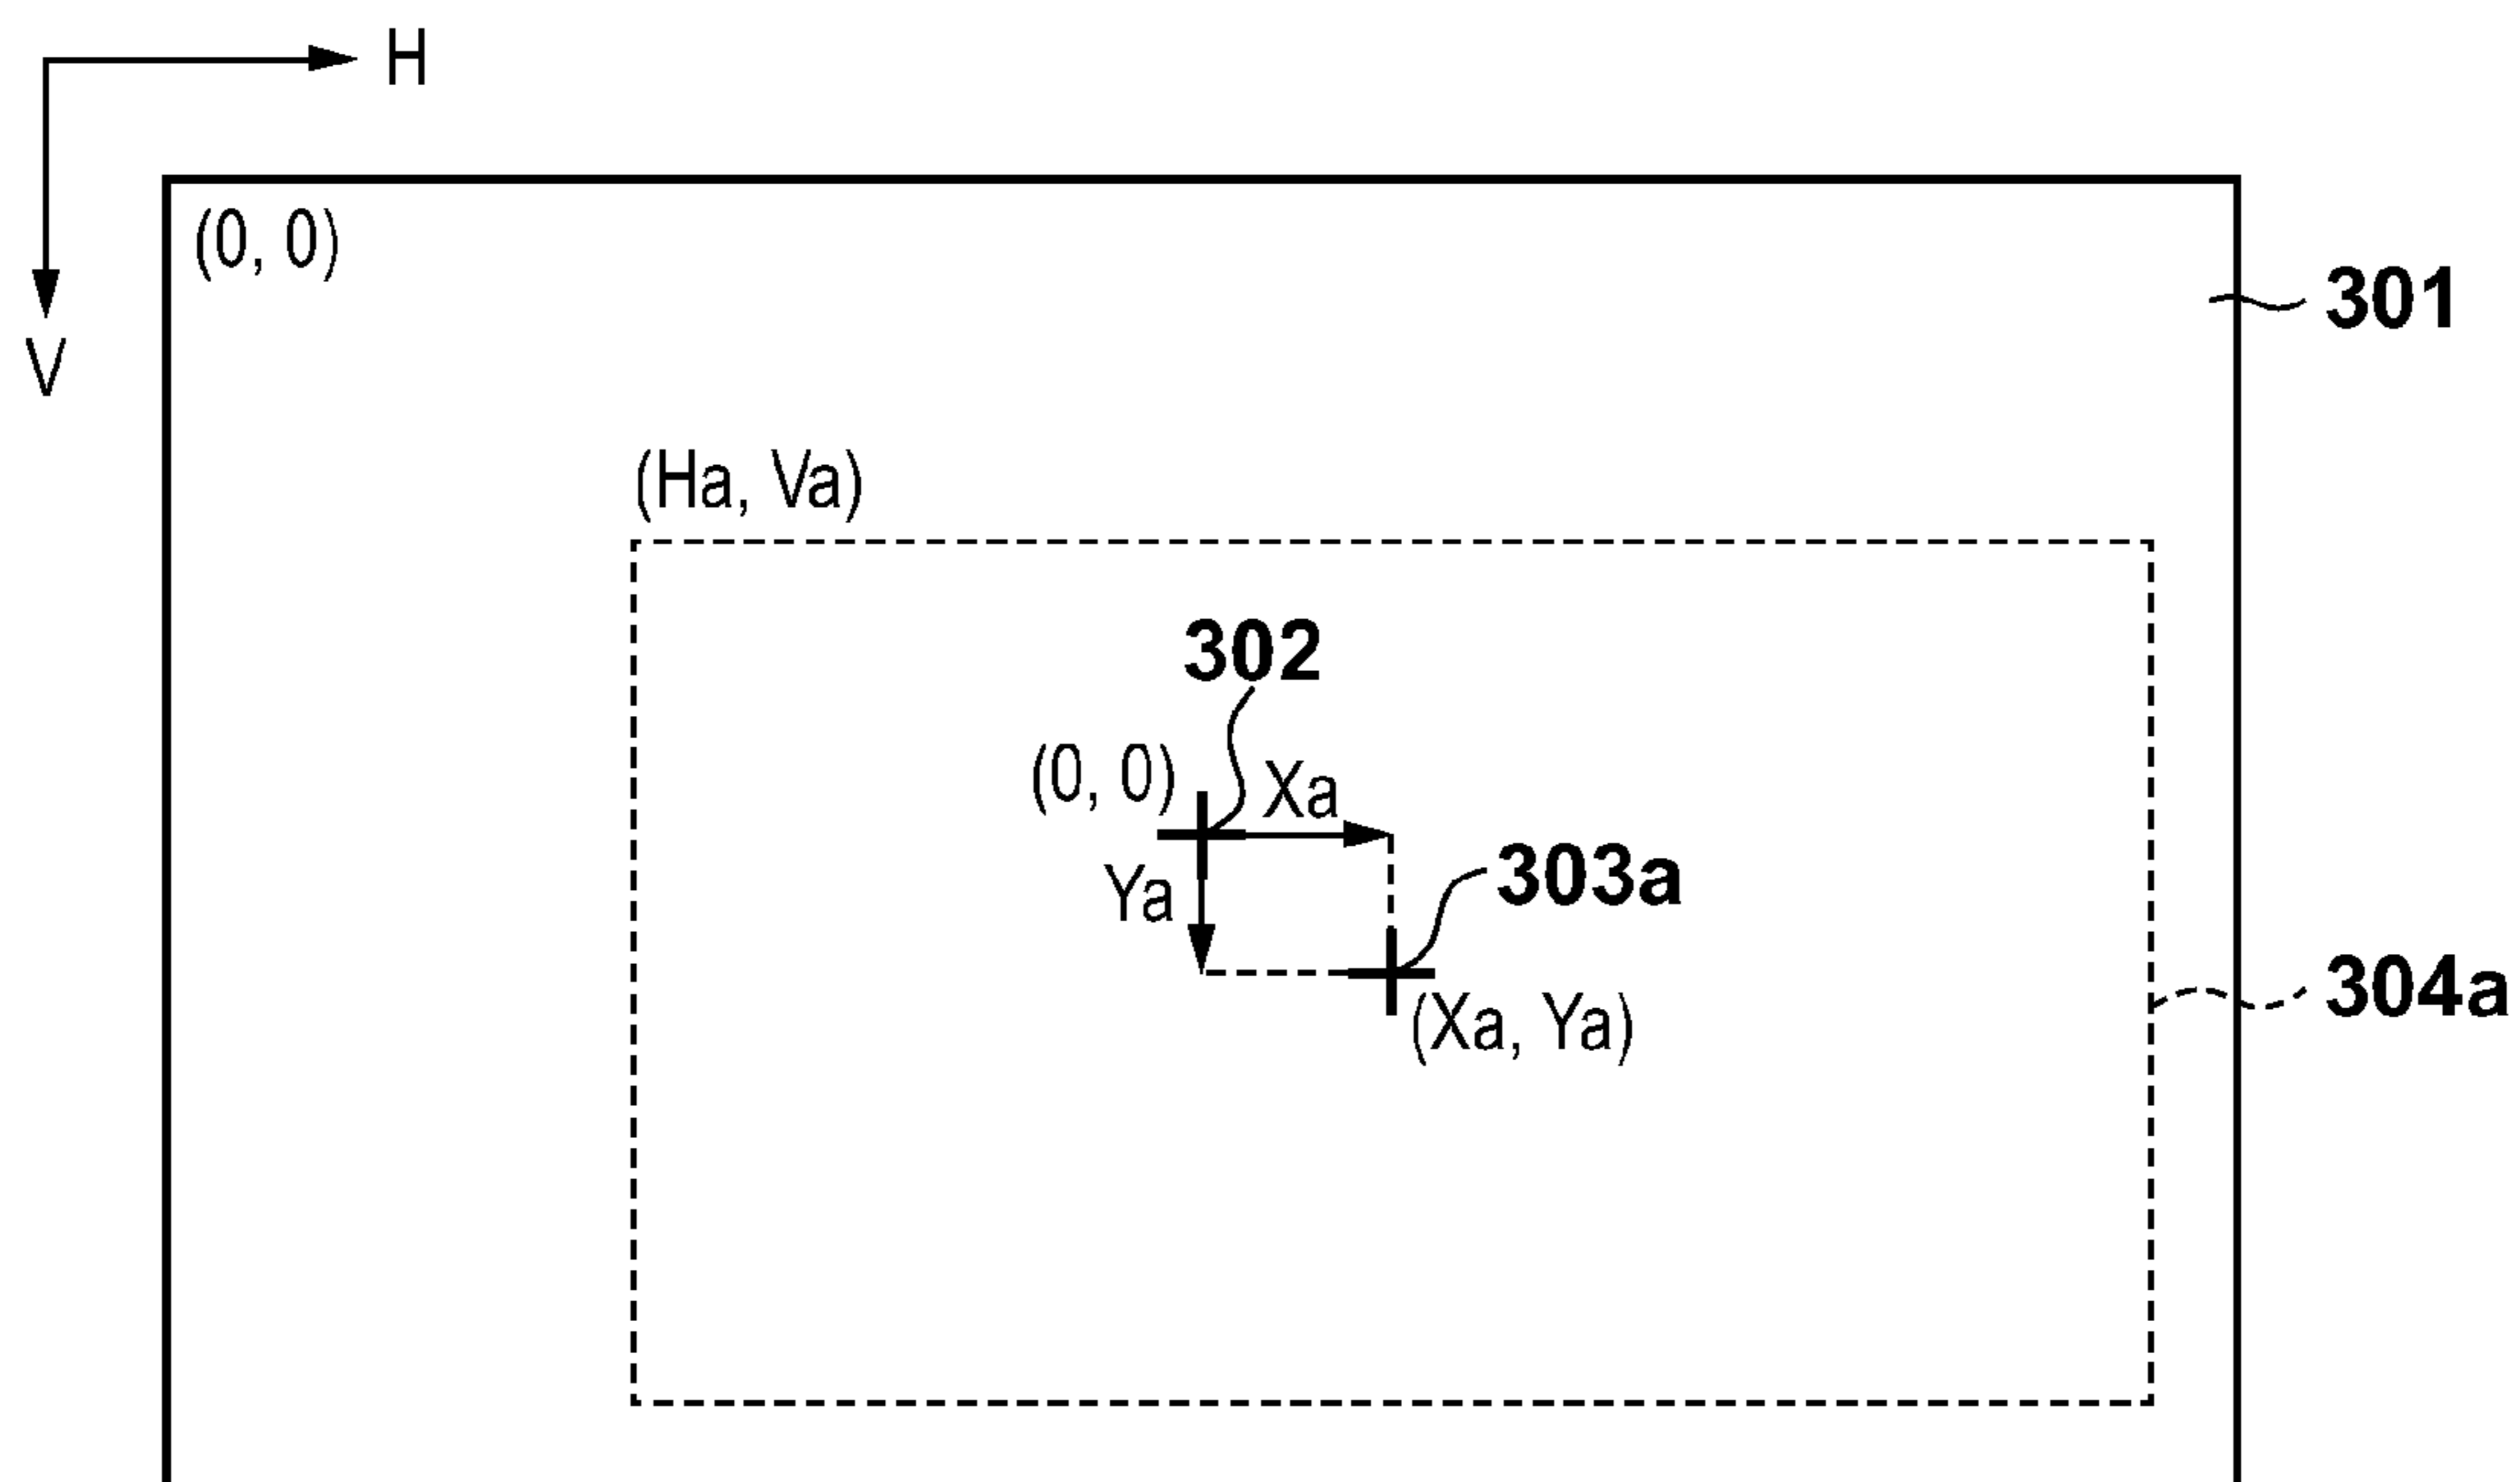 H
V
(0, 0)
301
(Ha, Va)
302
(0, 0)
Xa
Ya
303a
(Xa, Ya)
304a